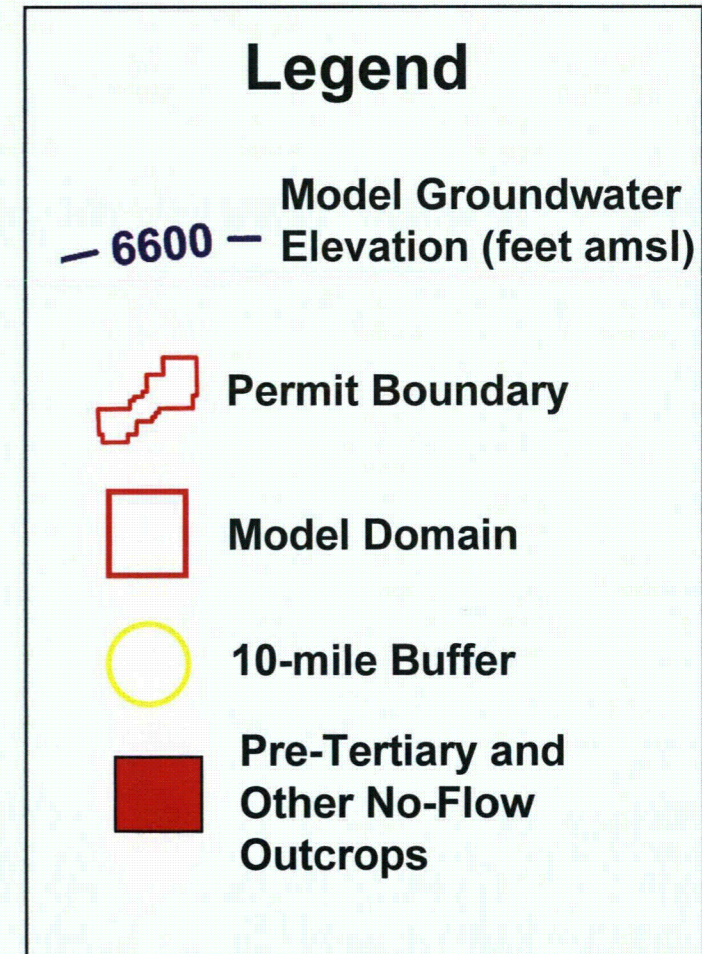 Legend
— 6600 —
Model Groundwater
Elevation (feet amsl)
Permit Boundary
Model Domain
10-mile Buffer
Pre-Tertiary and
Other No-Flow
Outcrops